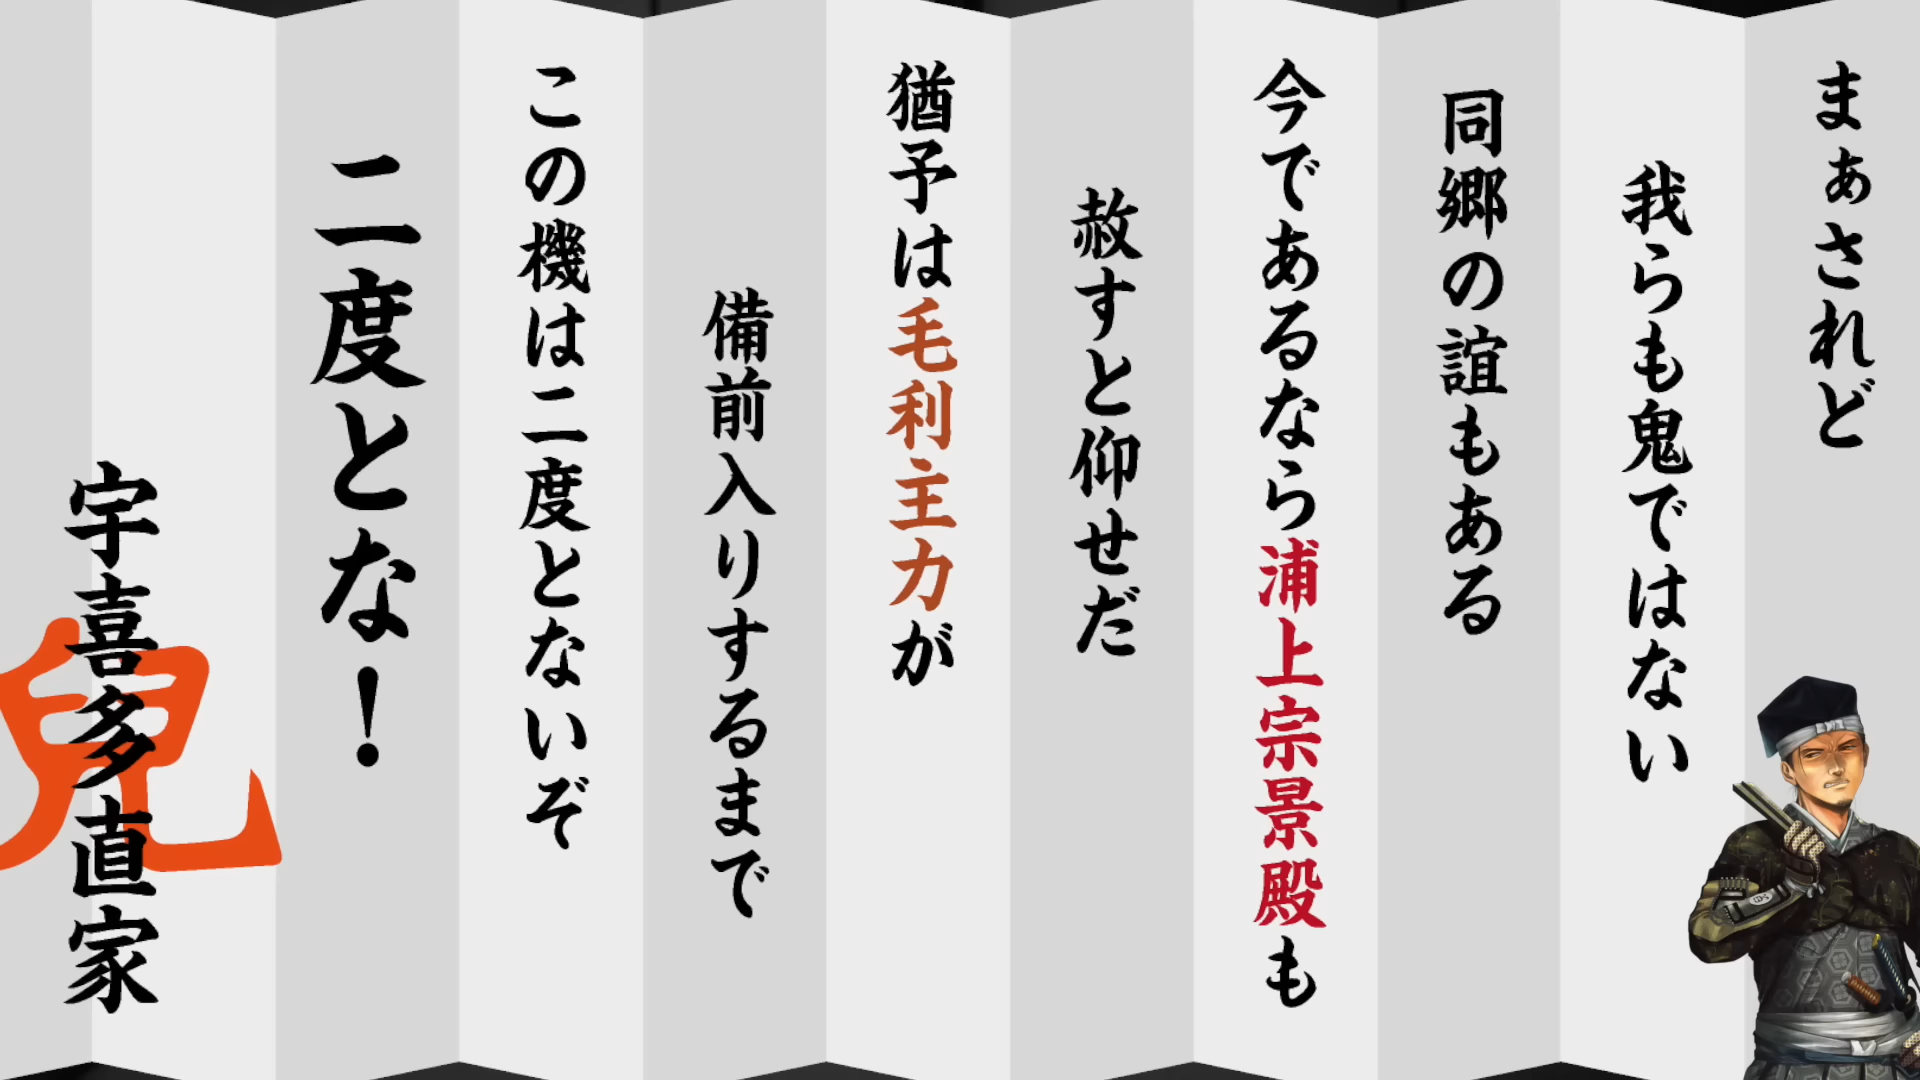 まぁされど
我らも鬼ではない
同郷の誼もある
今であるなら浦上宗景殿も
赦すと仰せだ
猶予は毛利主力が
備前入りするまで
この機は二度とないぞ
二度とな！
宇喜多直家
兒